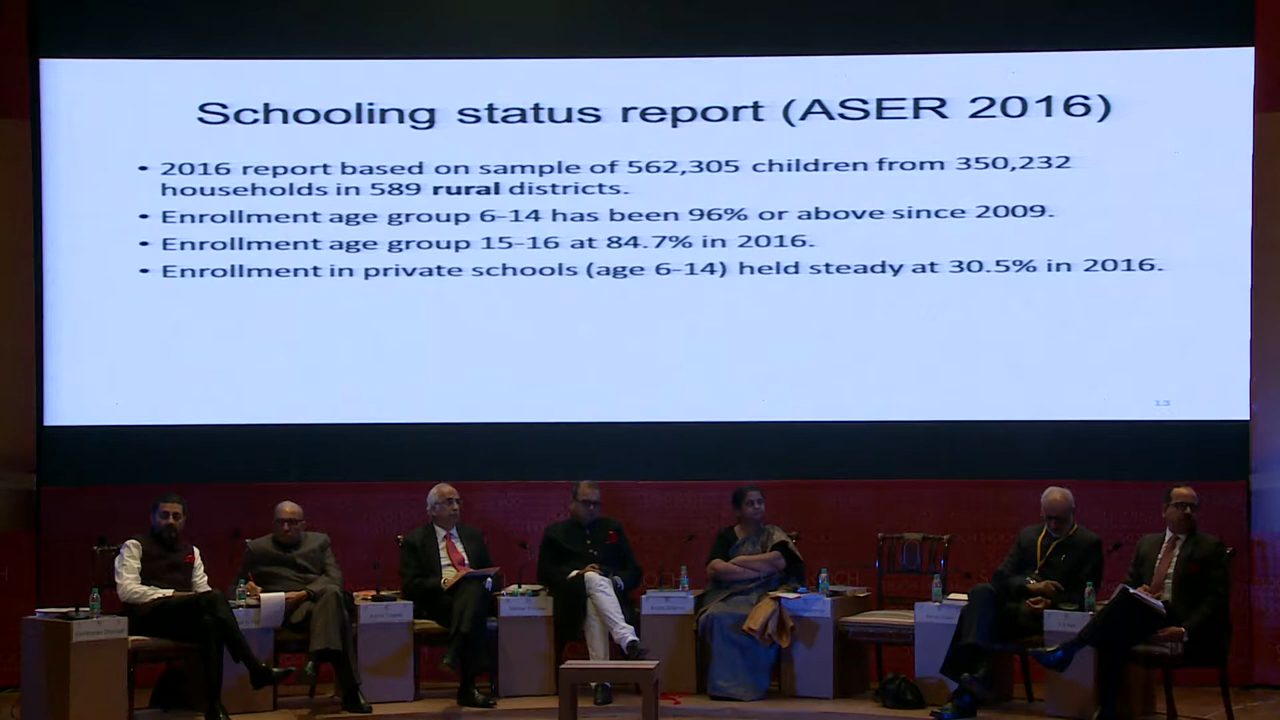 Schooling status report (ASER 2016)
• 2016 report based on sample of 562,305 children from 350,232
households in 589 rural districts.
• Enrollment age group 6-14 has been 96% or above since 2009.
• Enrollment age group 15-16 at 84.7% in 2016.
• Enrollment in private schools (age 6-14) held steady at 30.5% in 2016.
13